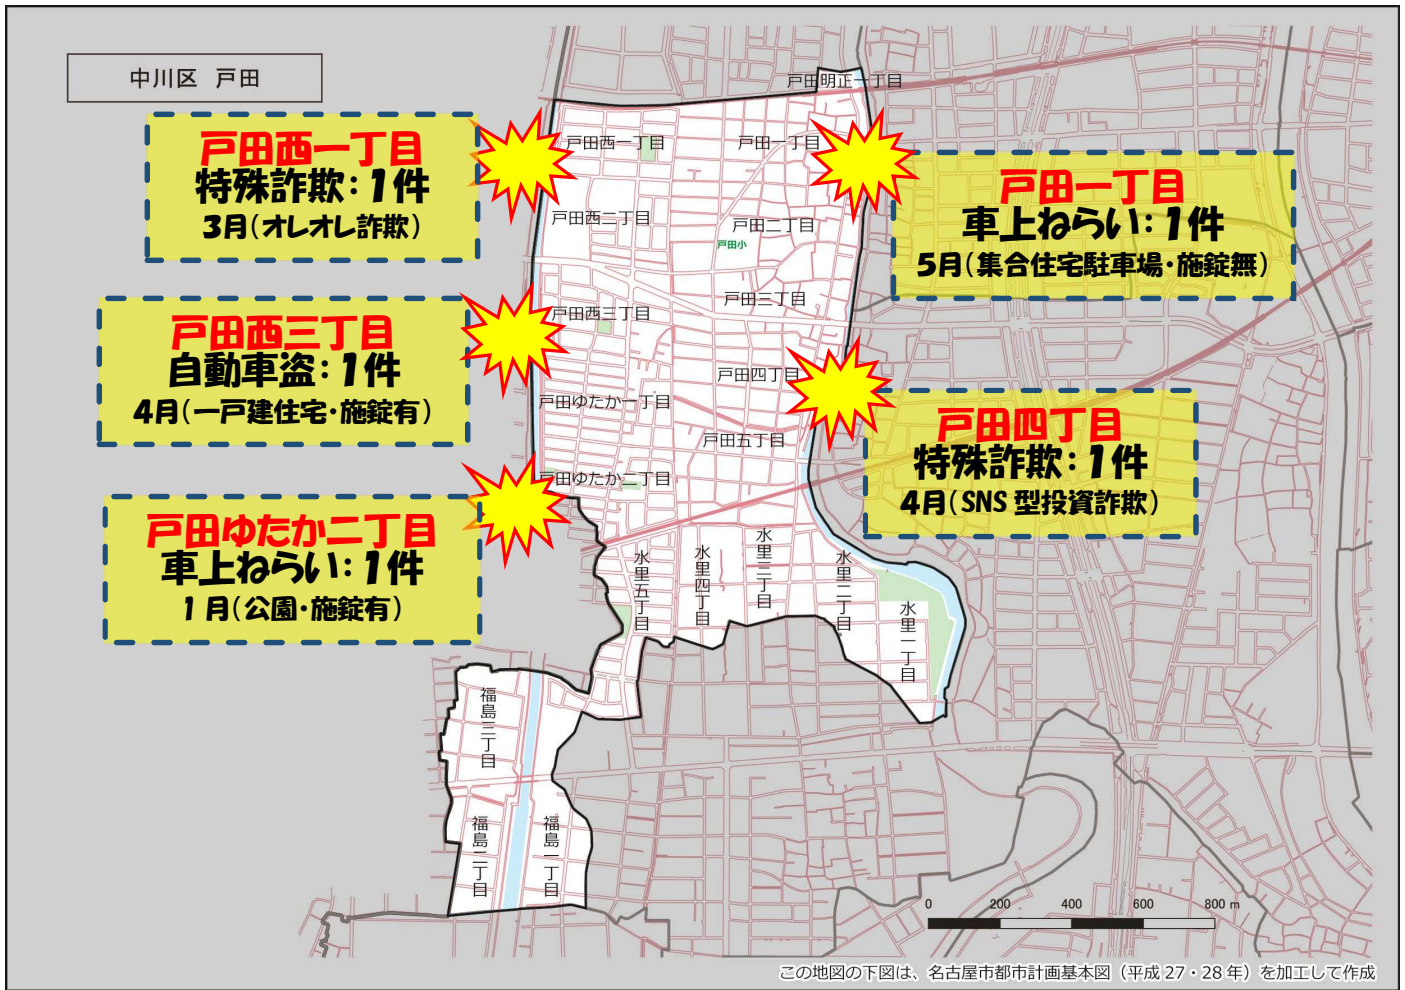 中川区 戸田
戸田明正一丁目
戸田西一丁目
特殊詐欺：1件
3月（オレオレ詐欺）
戸田西一丁目
戸田一丁目
戸田一丁目
車上ねらい：1件
5月（集合住宅駐車場・施錠無）
戸田西二丁目
戸田二丁目
戸田小
戸田西三丁目
自動車盗：1件
4月（一戸建住宅・施錠有）
戸田西三丁目
戸田三丁目
戸田四丁目
戸田四丁目
特殊詐欺：1件
4月（SNS 型投資詐欺）
戸田ゆたか一丁目
戸田五丁目
戸田ゆたか二丁目
戸田ゆたか二丁目
車上ねらい：1件
1月（公園・施錠有）
水里五丁目
水里四丁目
水里三丁目
水里二丁目
水里一丁目
福島三丁目
福島二丁目
福島一丁目
0 200 400 600 800 m
この地図の下図は、名古屋市都市計画基本図（平成 27・28 年）を加工して作成